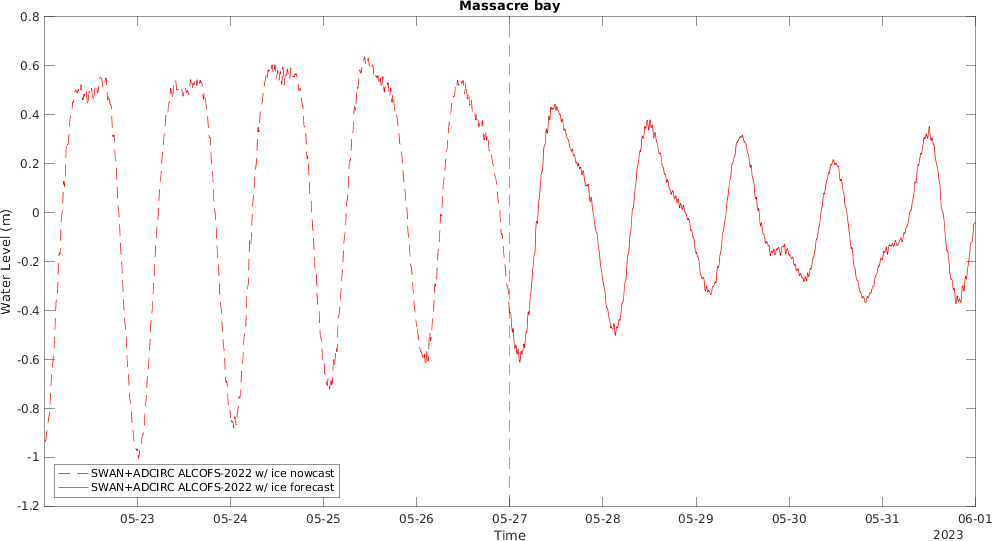 Massacre bay
0.8
0.6
0.4
0.2
0
-0.2
-0.4
-0.6
-0.8
-1
-1.2
Water Level (m)
SWAN+ADCIRC ALCOFS-2022 w/ ice nowcast
SWAN+ADCIRC ALCOFS-2022 w/ ice forecast
05-23 05-24 05-25 05-26 05-27 05-28 05-29 05-30 05-31 06-01
Time
2023